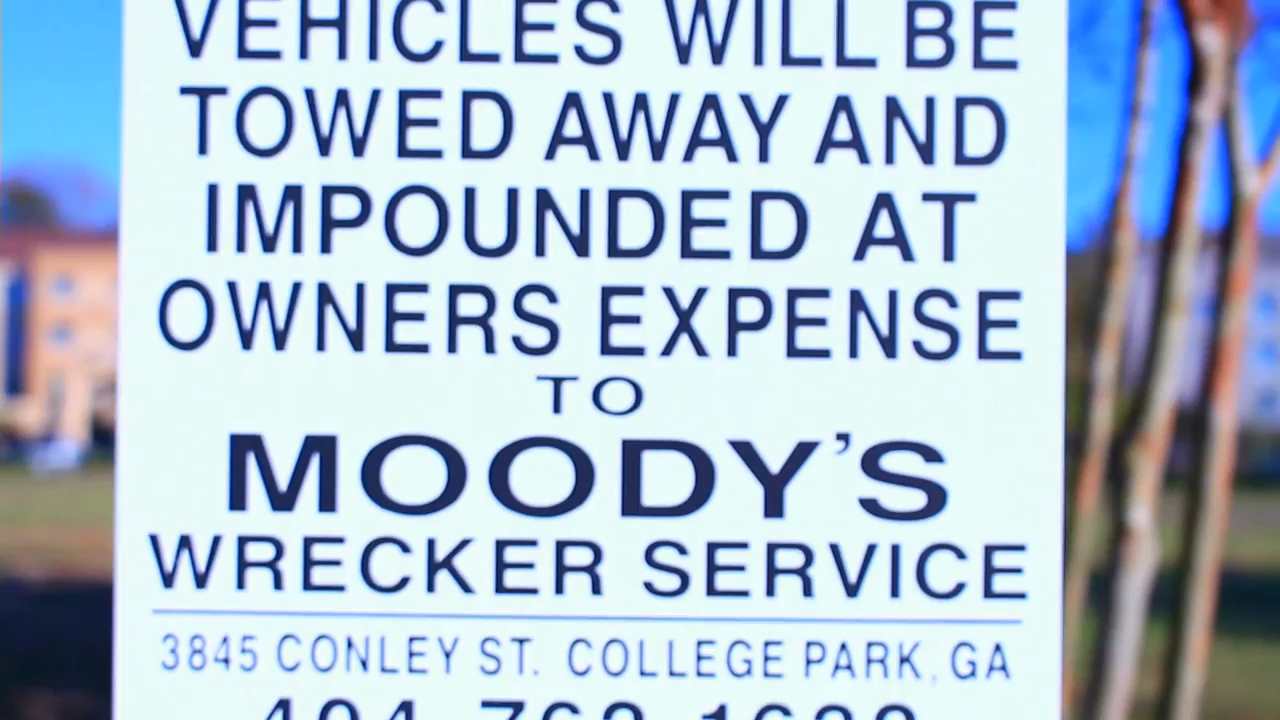 VEHICLES WILL BE
TOWED AWAY AND
IMPOUNDED AT
OWNERS EXPENSE
TO
MOODY'S
WRECKER SERVICE
3845 CONLEY ST. COLLEGE PARK, GA